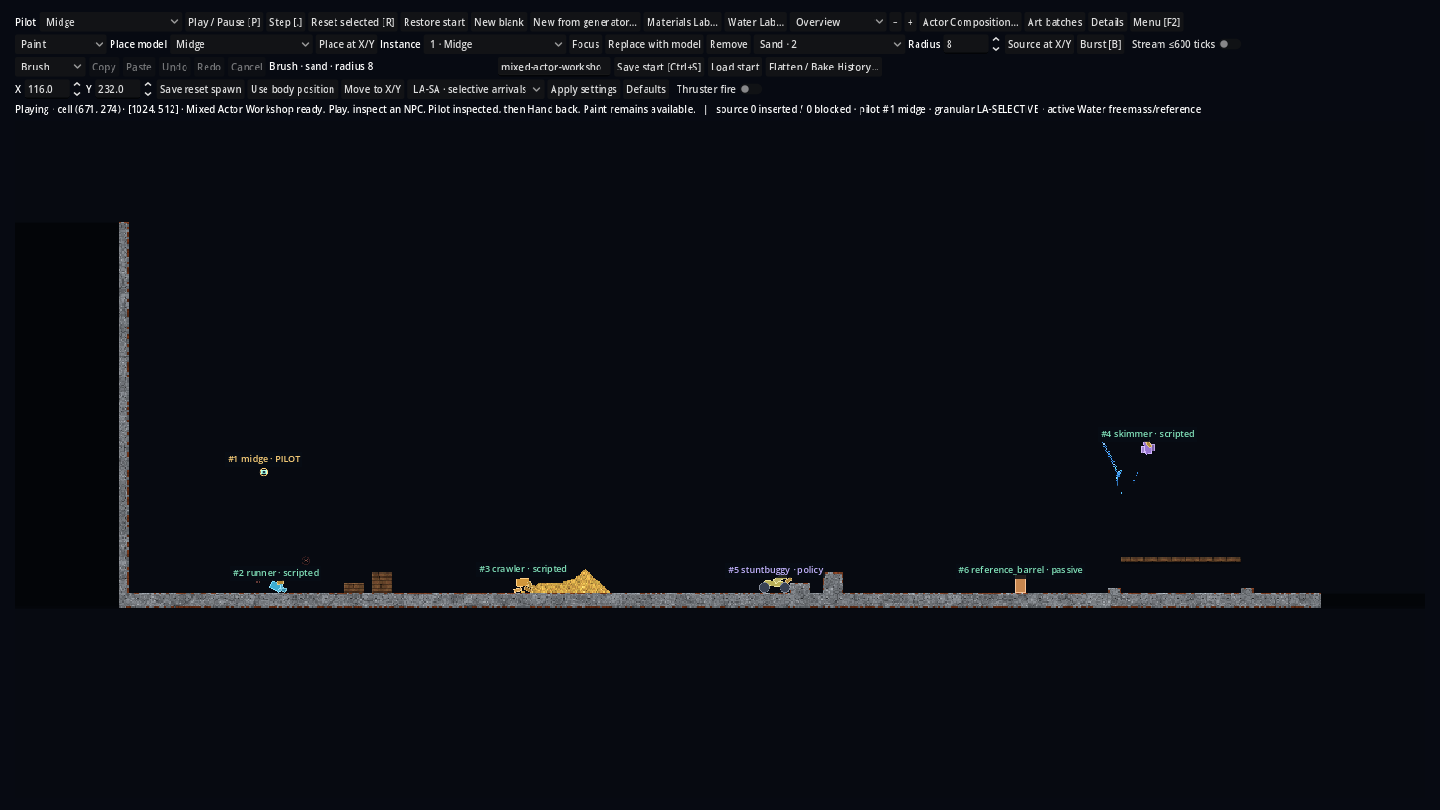 Pilot Midge Play / Pause [P] Step [.] Reset selected [R] Restore start New blank New from generator... Materials Lab... Water Lab... Overview - + Actor Composition... Art batches Details Menu [F2]
Paint Place model Midge Place at X/Y Instance 1 · Midge Focus Replace with model Remove Sand · 2 Radius 8 Source at X/Y Burst [B] Stream ≤600 ticks
Brush Copy Paste Undo Redo Cancel Brush · sand · radius 8 mixed-actor-worksho Save start [Ctrl+S] Load start Flatten / Bake History...
X 116.0 Y 232.0 Save reset spawn Use body position Move to X/Y LA-SA · selective arrivals Apply settings Defaults Thruster fire
Playing · cell (671, 274) · [1024, 512] · Mixed Actor Workshop ready. Play, inspect an NPC, Pilot inspected, then Hand back. Paint remains available. | source 0 inserted / 0 blocked · pilot #1 midge · granular LA-SELECTIVE · active Water freemass/reference
#4 skimmer · scripted
#1 midge · PILOT
#2 runner · scripted
#3 crawler · scripted
#5 stuntbuggy · policy
#6 reference_barrel · passive